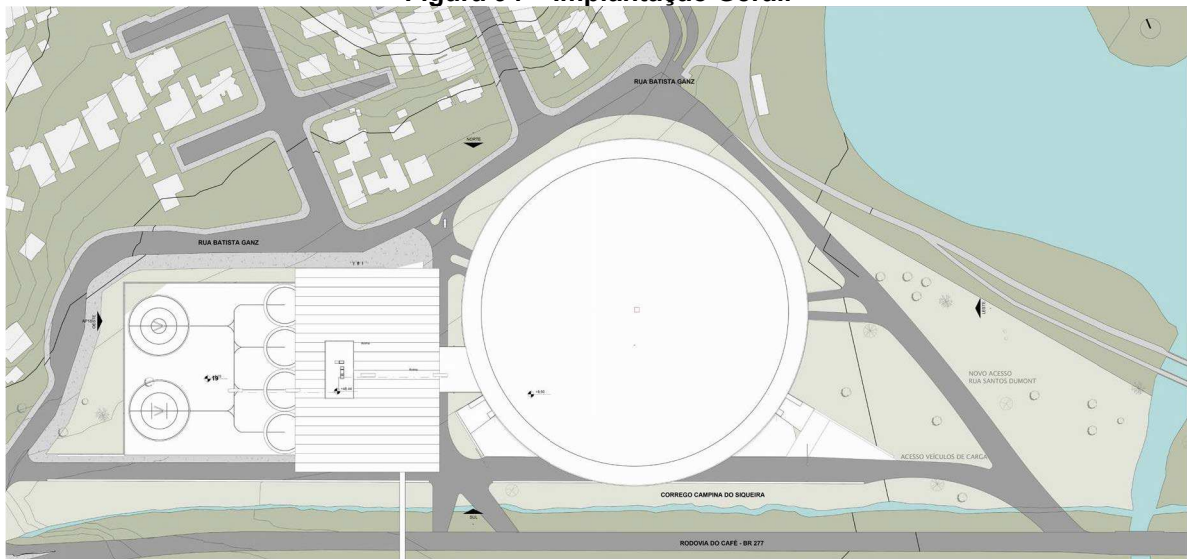 Figura 01 – Implantação Geral.
RUA BATISTA GANZ
NORTE
RUA BATISTA GANZ
OESTE
LESTE
NOVO ACESSO
RUA SANTOS DUMONT
ACESSO VEÍCULOS DE CARGA
CORREGO CAMPINA DO SIQUEIRA
SUL
RODOVIA DO CAFÉ - BR 277